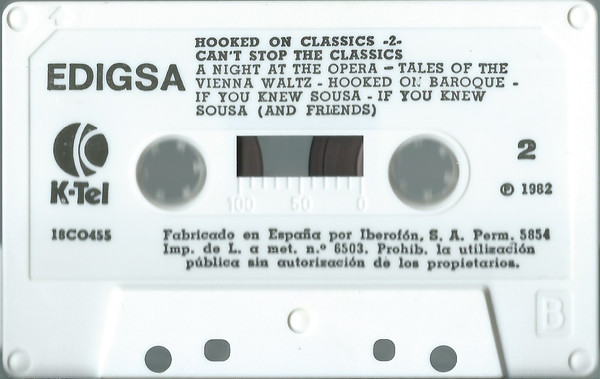 HOOKED ON CLASSICS -2-
CAN'T STOP THE CLASSICS
A NIGHT AT THE OPERA - TALES OF THE
VIENNA WALTZ - HOOKED ON BAROQUE -
IF YOU KNEW SOUSA - IF YOU KNEW
SOUSA (AND FRIENDS)
EDIGSA
K-Tel
2
℗ 1982
100 50 0
18C0455
Fabricado en España por Iberofón, S. A. Perm. 5854
Imp. de L. a met. n.º 6503. Prohib. la utilización
pública sin autorización de los propietarios.
B